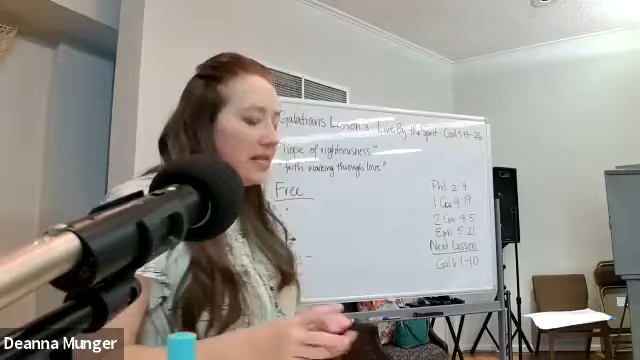 Galatians Lesson 8 Live By the Spirit - Gal 5:13-26
"hope of righteousness"
"faith working through love"
Free
Phil 2:7
1 Cor 9:19
2 Cor 4:5
Eph 5:21
Next Lesson
Gal 6:1-10
Deanna Munger